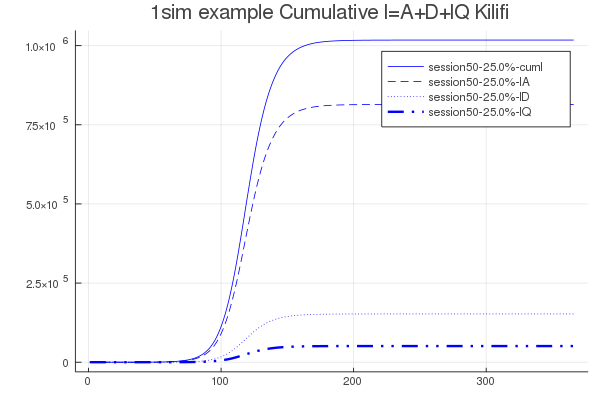 1sim example Cumulative I=A+D+IQ Kilifi
1.0×10 6
7.5×10 5
5.0×10 5
2.5×10 5
0
0 100 200 300
session50-25.0%-cumI
session50-25.0%-IA
session50-25.0%-ID
session50-25.0%-IQ